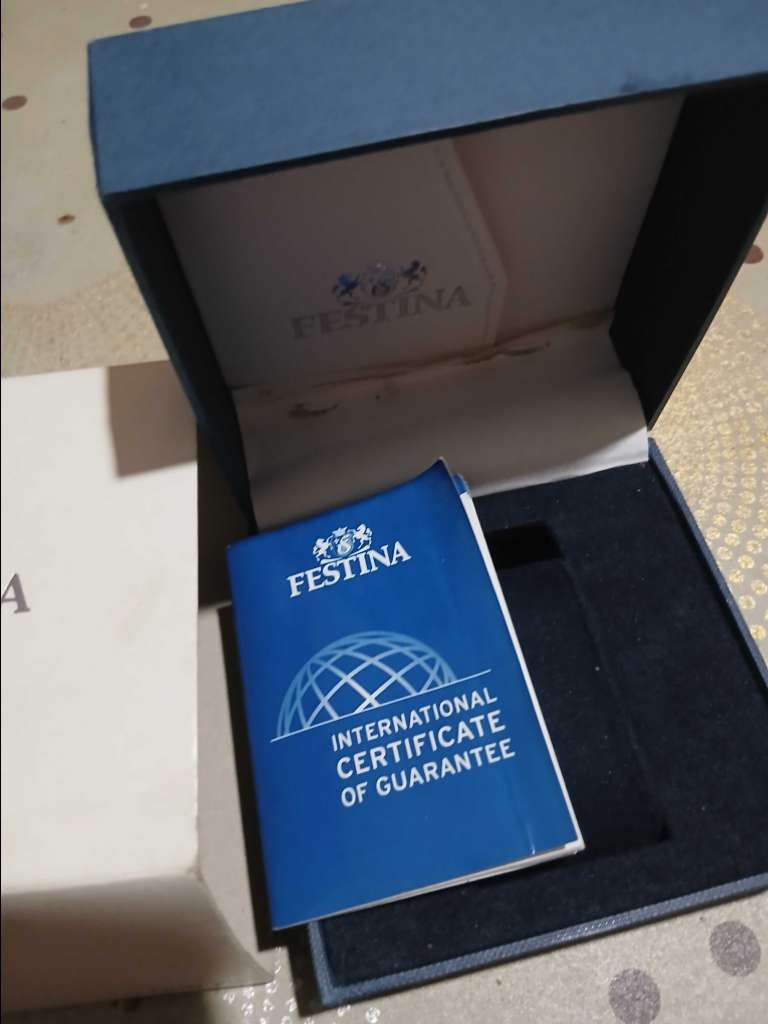 FESTINA
A
FESTINA
INTERNATIONAL
CERTIFICATE
OF GUARANTEE